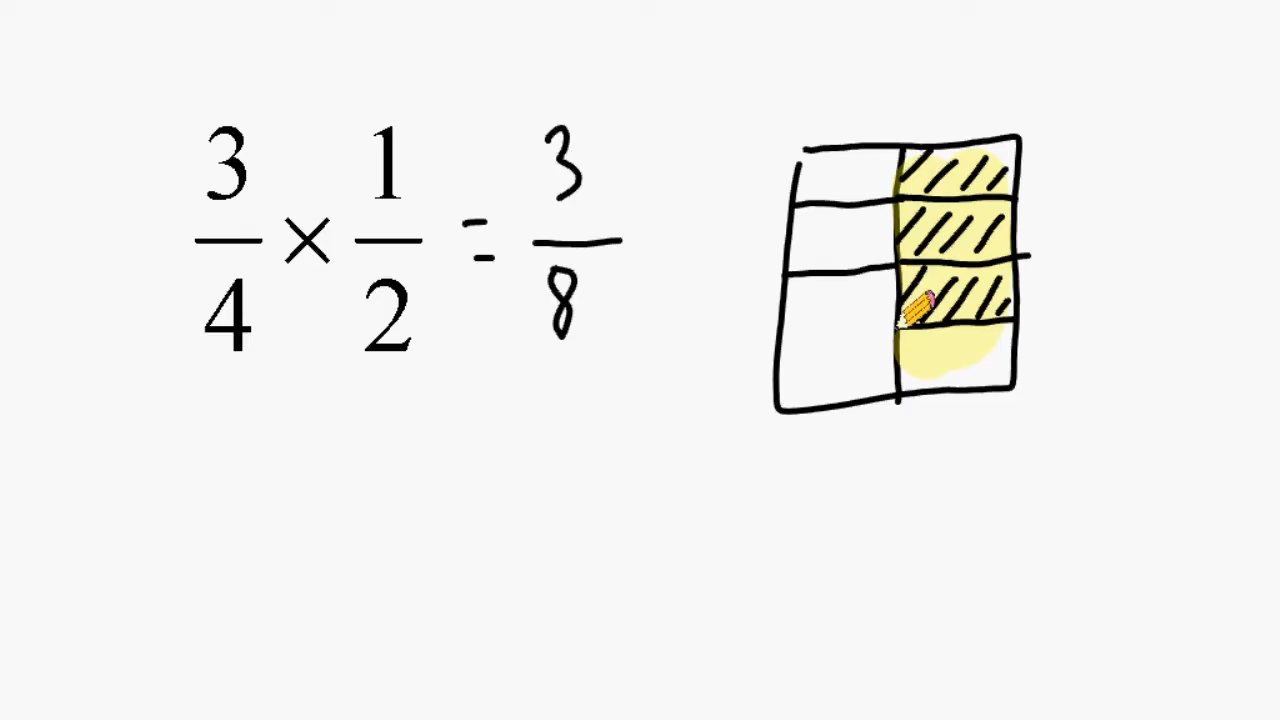 3/4 × 1/2 = 3/8